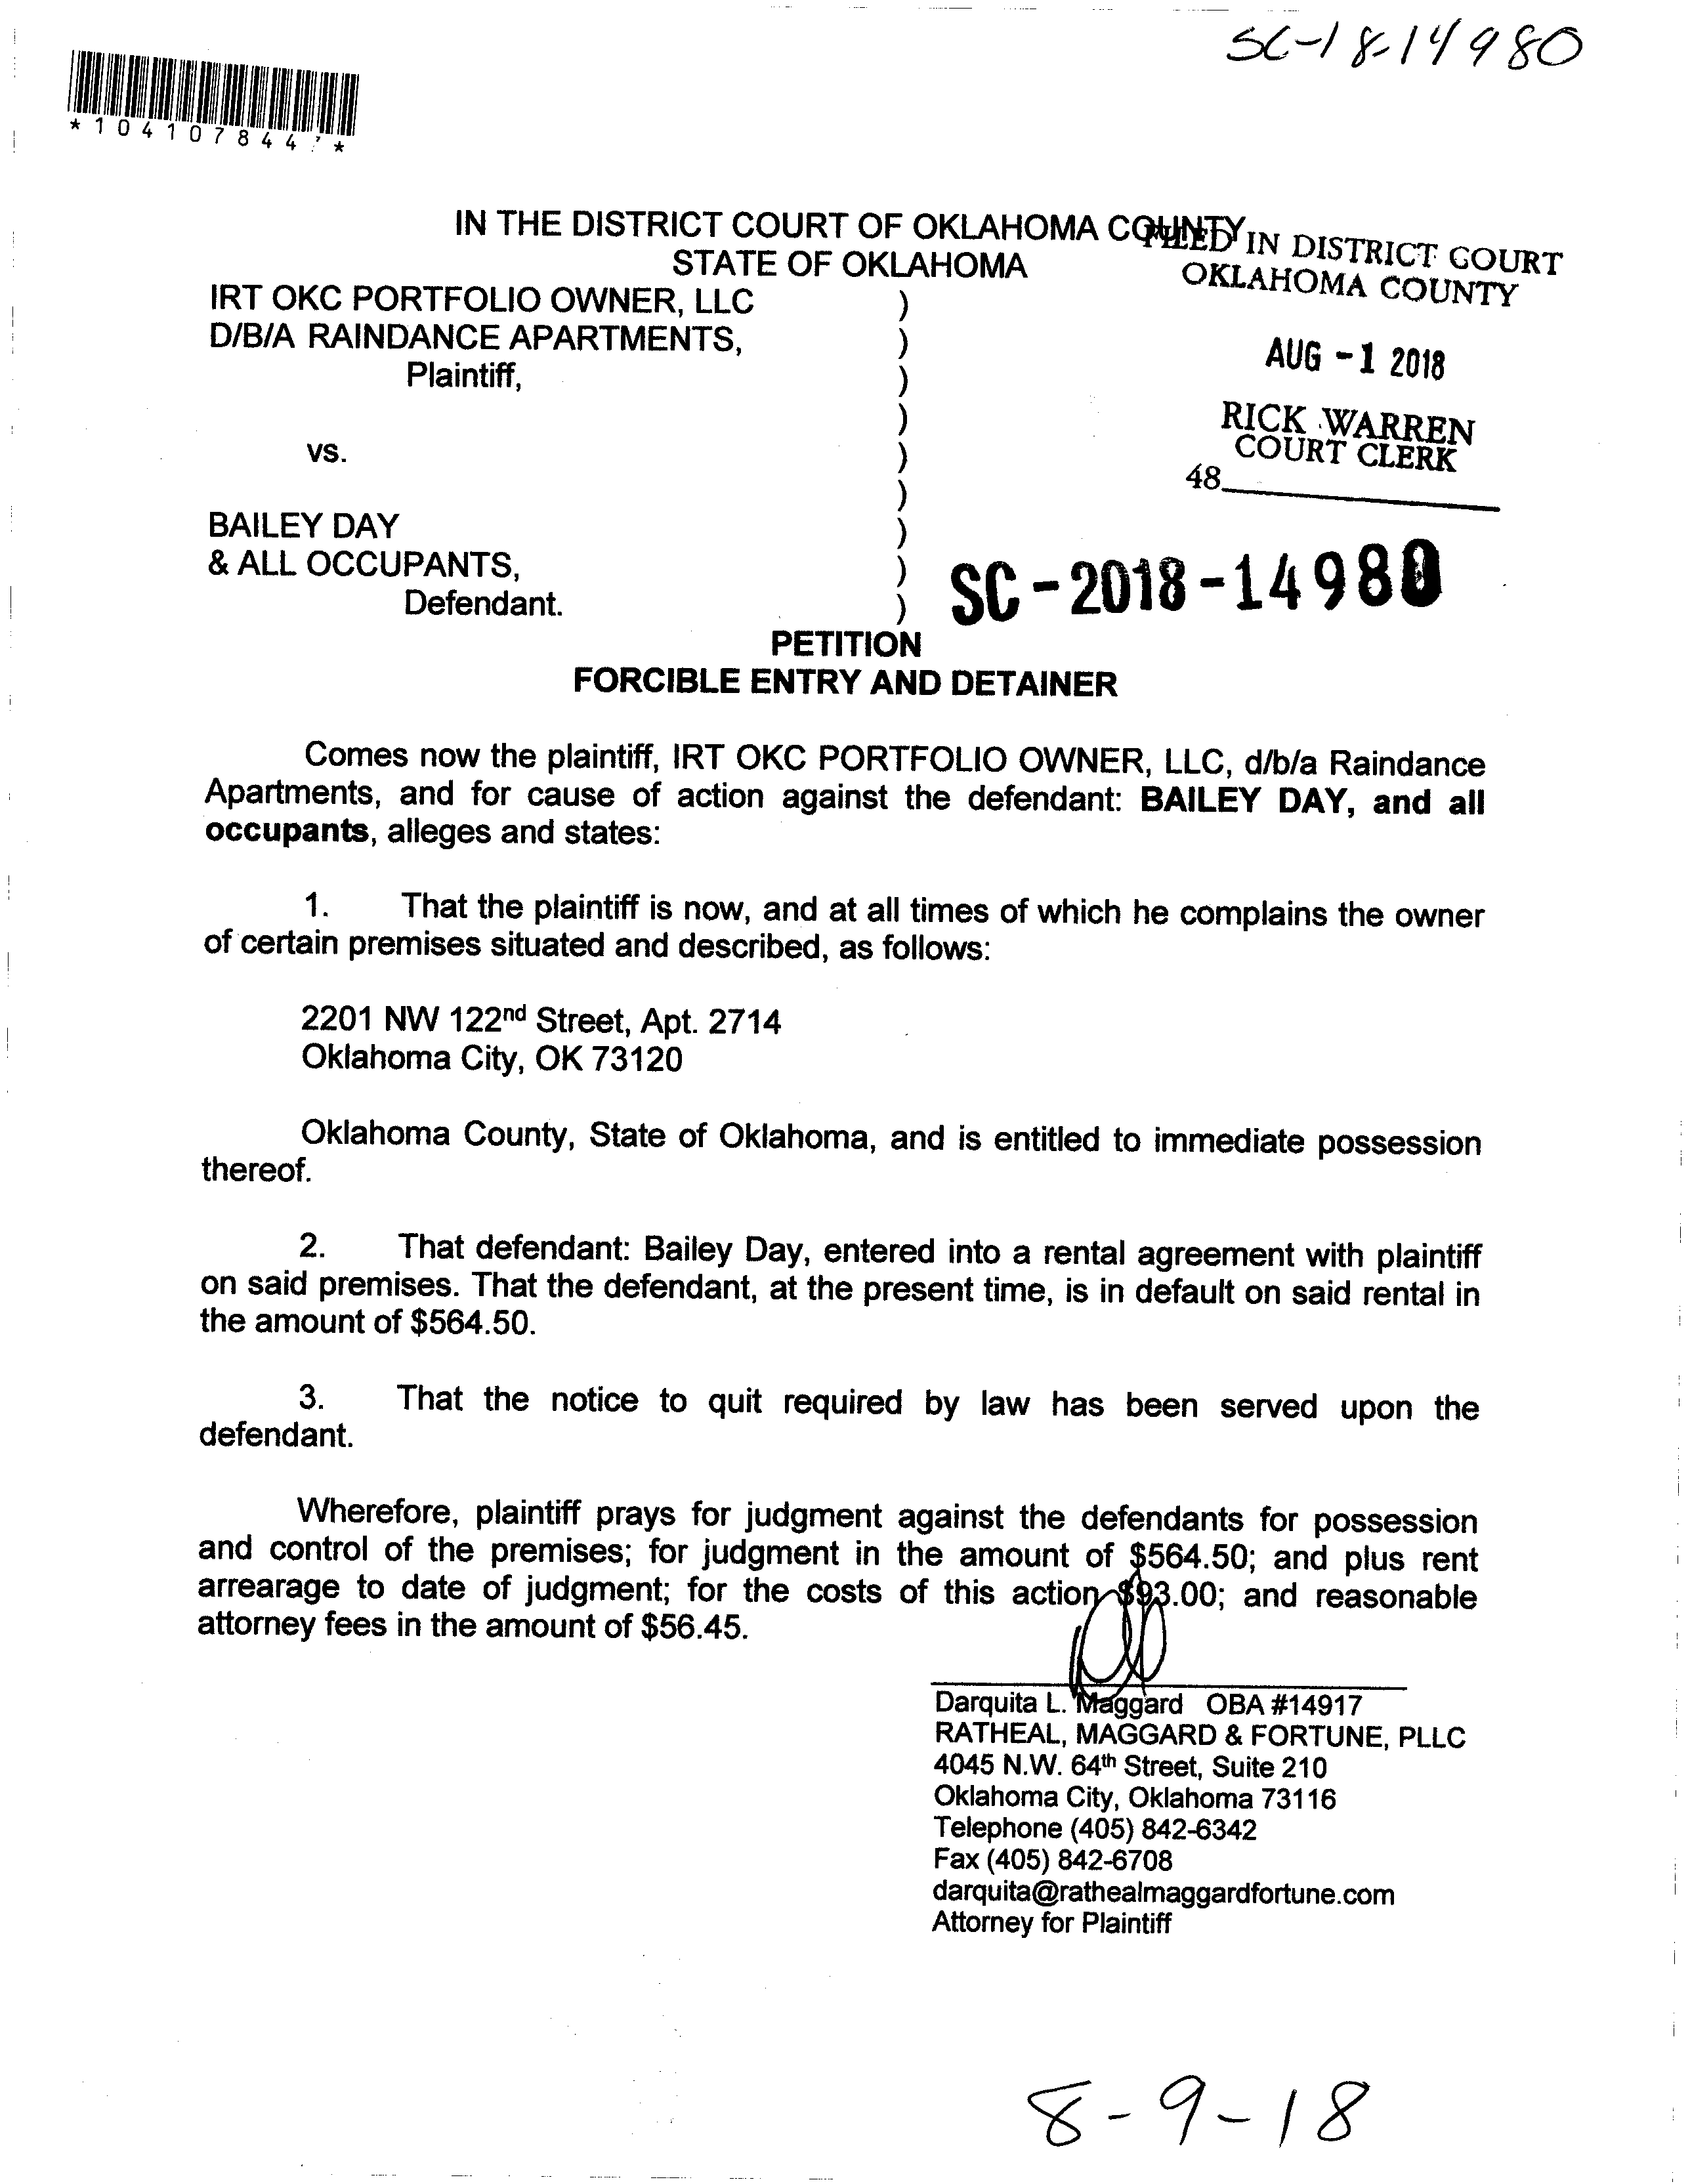 SC-18-14980
*104107844*
IN THE DISTRICT COURT OF OKLAHOMA COUNTY
STATE OF OKLAHOMA
FILED IN DISTRICT COURT
OKLAHOMA COUNTY
AUG -1 2018
RICK WARREN
COURT CLERK
48
IRT OKC PORTFOLIO OWNER, LLC )
D/B/A RAINDANCE APARTMENTS, )
Plaintiff, )
)
vs. )
)
BAILEY DAY )
& ALL OCCUPANTS, )
Defendant. )
SC-2018-14980
PETITION
FORCIBLE ENTRY AND DETAINER
Comes now the plaintiff, IRT OKC PORTFOLIO OWNER, LLC, d/b/a Raindance
Apartments, and for cause of action against the defendant: BAILEY DAY, and all
occupants, alleges and states:
1. That the plaintiff is now, and at all times of which he complains the owner
of certain premises situated and described, as follows:
2201 NW 122nd Street, Apt. 2714
Oklahoma City, OK 73120
Oklahoma County, State of Oklahoma, and is entitled to immediate possession
thereof.
2. That defendant: Bailey Day, entered into a rental agreement with plaintiff
on said premises. That the defendant, at the present time, is in default on said rental in
the amount of $564.50.
3. That the notice to quit required by law has been served upon the
defendant.
Wherefore, plaintiff prays for judgment against the defendants for possession
and control of the premises; for judgment in the amount of $564.50; and plus rent
arrearage to date of judgment; for the costs of this action $93.00; and reasonable
attorney fees in the amount of $56.45.
Darquita L. Maggard OBA #14917
RATHEAL, MAGGARD & FORTUNE, PLLC
4045 N.W. 64th Street, Suite 210
Oklahoma City, Oklahoma 73116
Telephone (405) 842-6342
Fax (405) 842-6708
darquita@rathealmaggardfortune.com
Attorney for Plaintiff
8-9-18